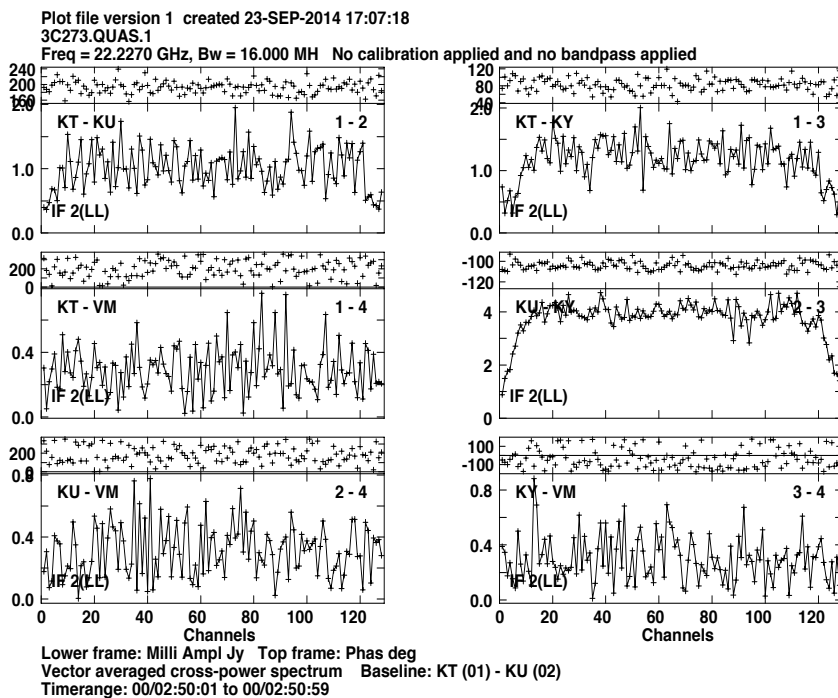 Plot file version 1  created 23-SEP-2014 17:07:18
3C273.QUAS.1
Freq = 22.2270 GHz, Bw = 16.000 MH   No calibration applied and no bandpass applied
240
200
160
2.0
KT - KU
1 - 2
1.0
IF 2(LL)
0.0
120
80
40
2.0
KT - KY
1 - 3
1.0
IF 2(LL)
0.0
200
0
KT - VM
1 - 4
0.4
IF 2(LL)
0.0
-100
-120
4
KU - KY
2 - 3
2
IF 2(LL)
0
200
0
0.8
KU - VM
2 - 4
0.4
IF 2(LL)
0.0
0 20 40 60 80 100 120
Channels
100
-100
0.8
KY - VM
3 - 4
0.4
IF 2(LL)
0.0
0 20 40 60 80 100 120
Channels
Lower frame: Milli Ampl Jy   Top frame: Phas deg
Vector averaged cross-power spectrum    Baseline: KT (01) - KU (02)
Timerange: 00/02:50:01 to 00/02:50:59